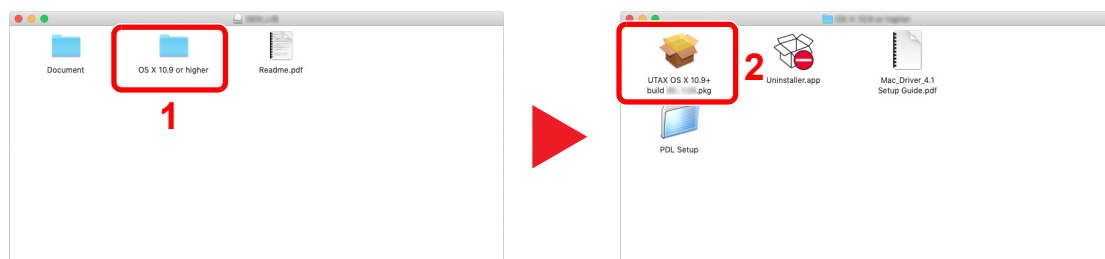 Document
OS X 10.9 or higher
Readme.pdf
1
2
UTAX OS X 10.9+
build .pkg
Uninstaller.app
Mac_Driver_4.1
Setup Guide.pdf
PDL Setup